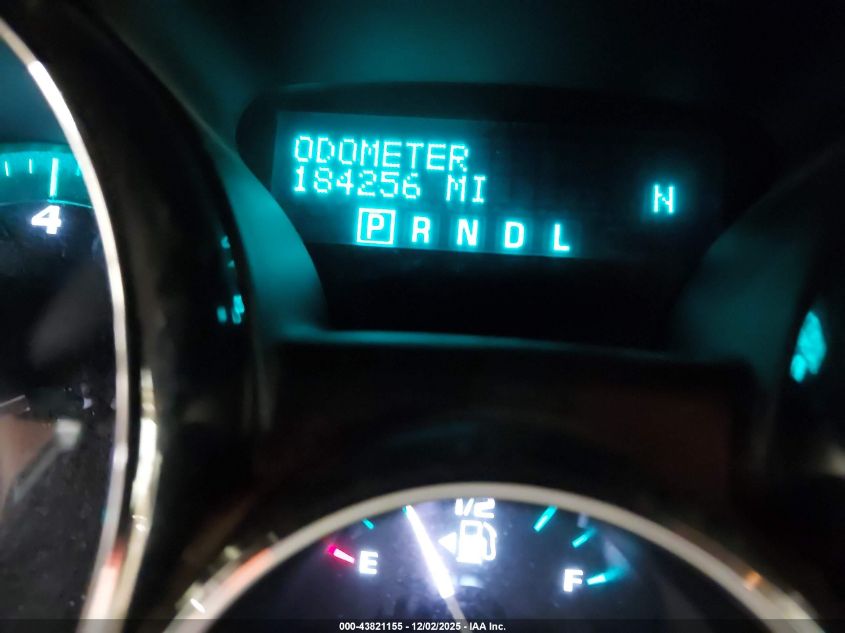 ODOMETER
184256 MI
N
P R N D L
4
1/2
E
F
000-43821155 - 12/02/2025 - IAA Inc.